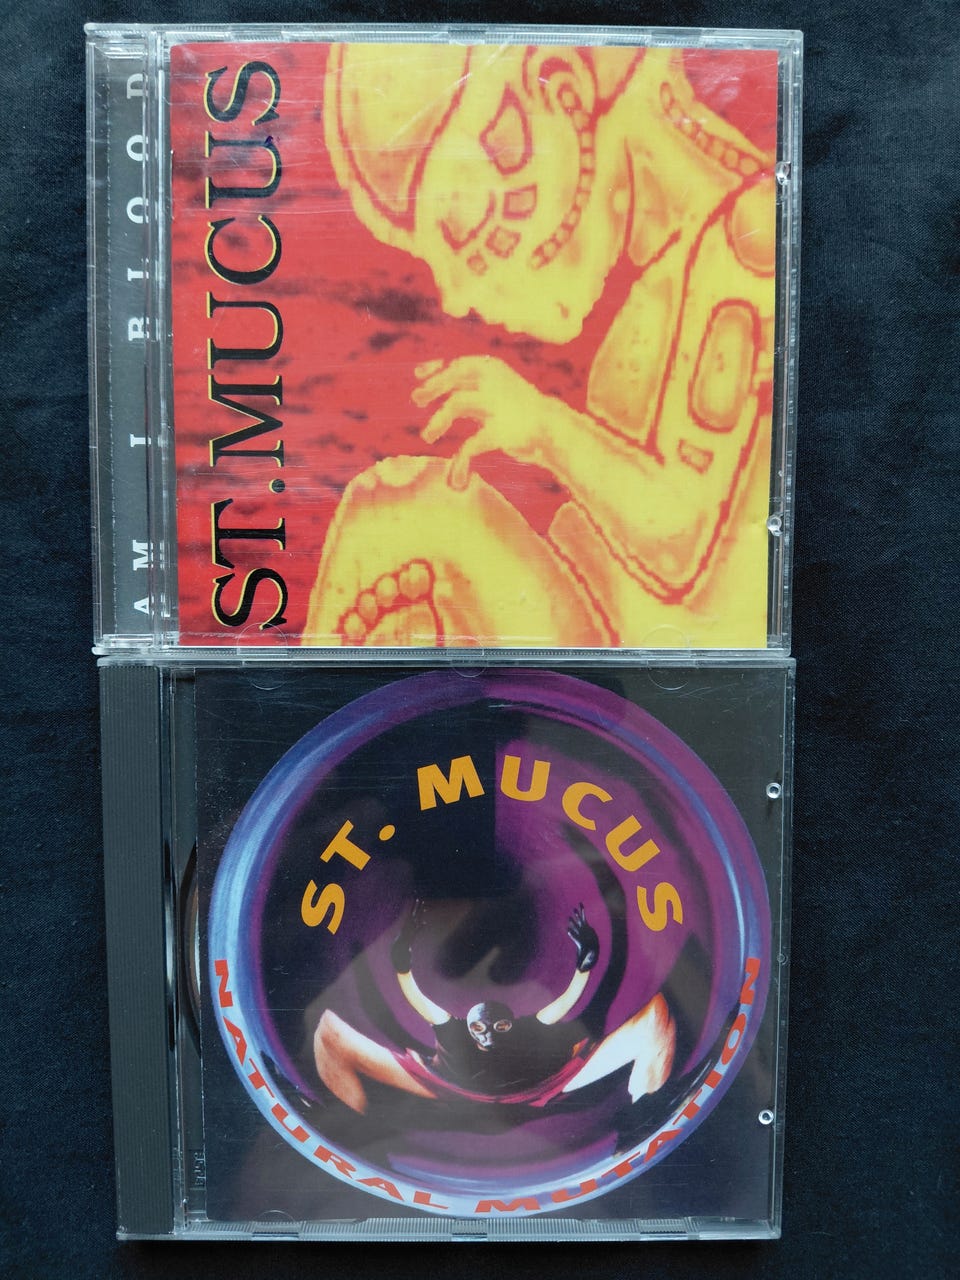 AM I BLOOD
ST. MUCUS
ST. MUCUS
NATURAL MUTATION